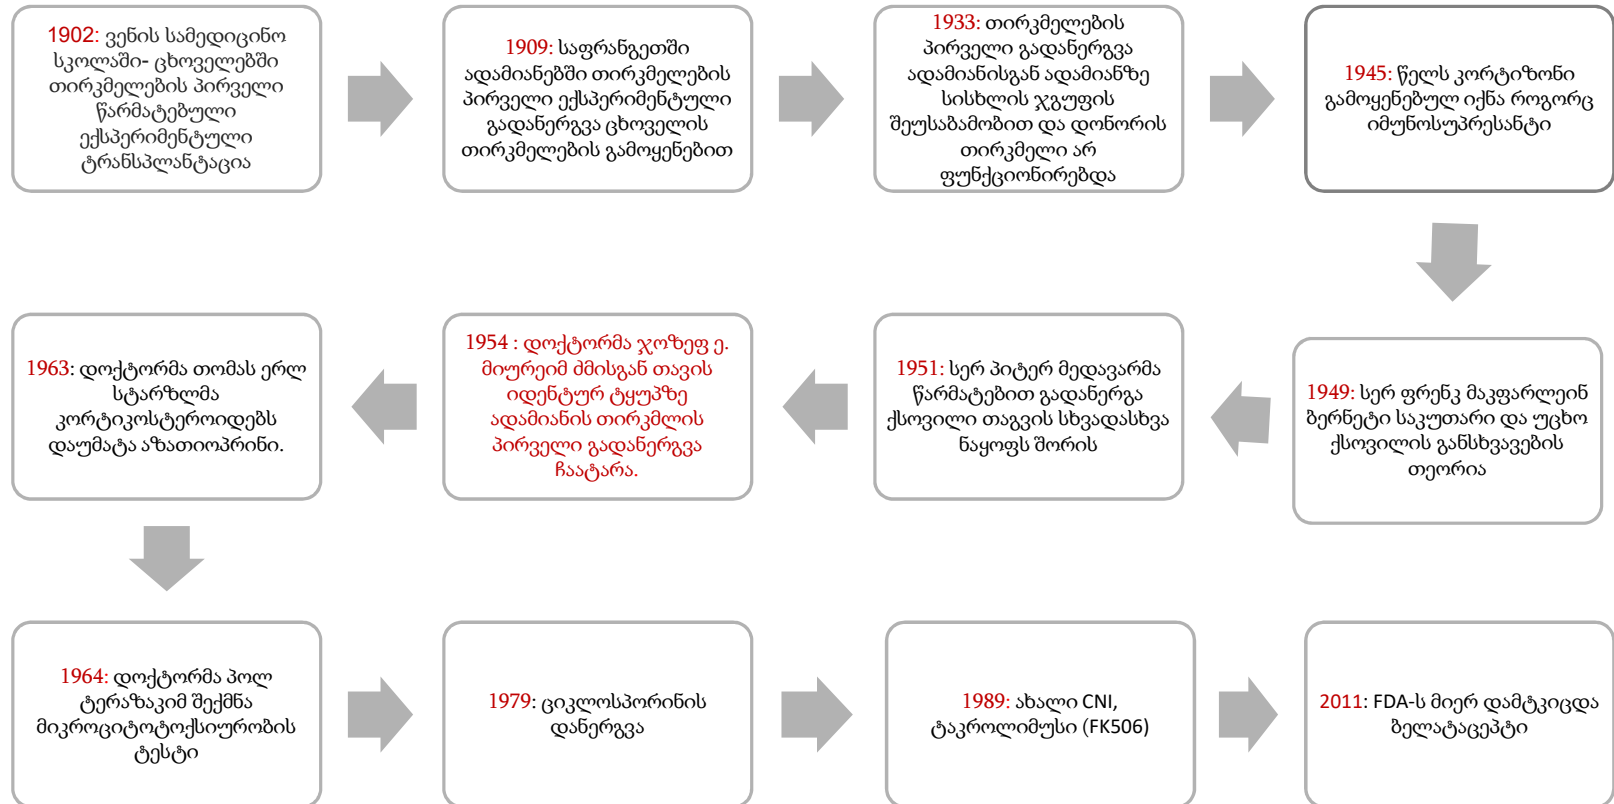 1902: ვენის სამედიცინო
სკოლაში- ცხოველებში
თირკმელების პირველი
წარმატებული
ექსპერიმენტული
ტრანსპლანტაცია
1909: საფრანგეთში
ადამიანებში თირკმელების
პირველი ექსპერიმენტული
გადანერგვა ცხოველის
თირკმელების გამოყენებით
1933: თირკმელების
პირველი გადანერგვა
ადამიანისგან ადამიანზე
სისხლის ჯგუფის
შეუსაბამობით და დონორის
თირკმელი არ
ფუნქციონირებდა
1945: წელს კორტიზონი
გამოყენებულ იქნა როგორც
იმუნოსუპრესანტი
1949: სერ ფრენკ მაკფარლეინ
ბერნეტი საკუთარი და უცხო
ქსოვილის განსხვავების
თეორია
1951: სერ პიტერ მედავარმა
წარმატებით გადანერგა
ქსოვილი თაგვის სხვადასხვა
ნაყოფს შორის
1954 : დოქტორმა ჯოზეფ ე.
მიურეიმ ძმისგან თავის
იდენტურ ტყუპზე
ადამიანის თირკმლის
პირველი გადანერგვა
ჩაატარა.
1963: დოქტორმა თომას ერლ
სტარზლმა
კორტიკოსტეროიდებს
დაუმატა აზათიოპრინი.
1964: დოქტორმა პოლ
ტერაზაკიმ შექმნა
მიკროციტოტოქსიურობის
ტესტი
1979: ციკლოსპორინის
დანერგვა
1989: ახალი CNI,
ტაკროლიმუსი (FK506)
2011: FDA-ს მიერ დამტკიცდა
ბელატაცეპტი